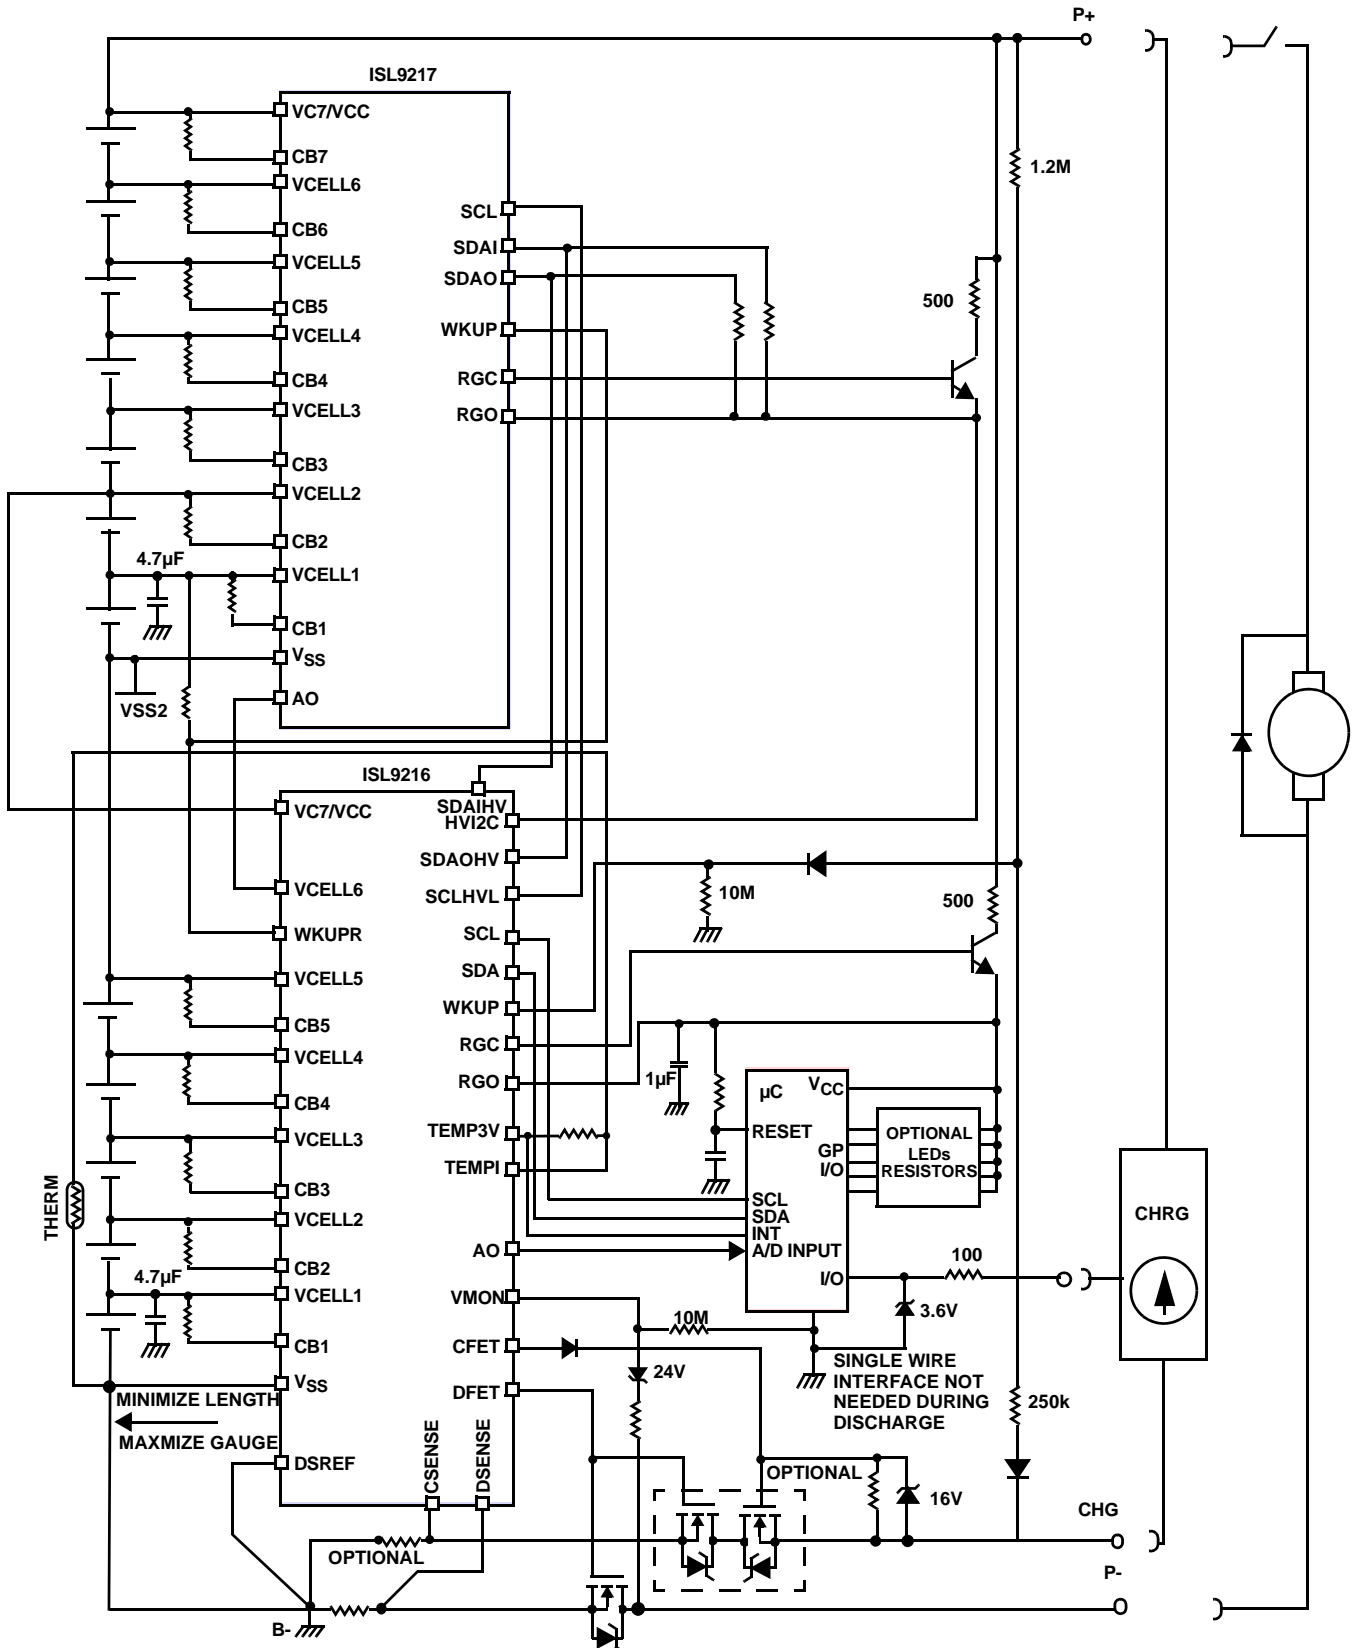 P+
ISL9217
VC7/VCC
CB7
VCELL6
CB6
VCELL5
CB5
VCELL4
CB4
VCELL3
CB3
VCELL2
CB2
4.7µF
VCELL1
CB1
VSS
VSS2
AO
SCL
SDAI
SDAO
WKUP
RGC
RGO
1.2M
500
ISL9216
VC7/VCC
VCELL6
WKUPR
VCELL5
CB5
VCELL4
CB4
VCELL3
CB3
VCELL2
CB2
4.7µF
VCELL1
CB1
VSS
THERM
MINIMIZE LENGTH
MAXMIZE GAUGE
DSREF
SDAIHV
HVI2C
SDAOHV
SCLHVL
SCL
SDA
WKUP
RGC
RGO
TEMP3V
TEMPI
AO
VMON
CFET
DFET
CSENSE
DSENSE
10M
500
1µF
µC
VCC
RESET
GP
I/O
SCL
SDA
INT
A/D INPUT
I/O
OPTIONAL
LEDs
RESISTORS
100
3.6V
CHRG
10M
24V
SINGLE WIRE
INTERFACE NOT
NEEDED DURING
DISCHARGE
250k
OPTIONAL
16V
CHG
OPTIONAL
P-
B-